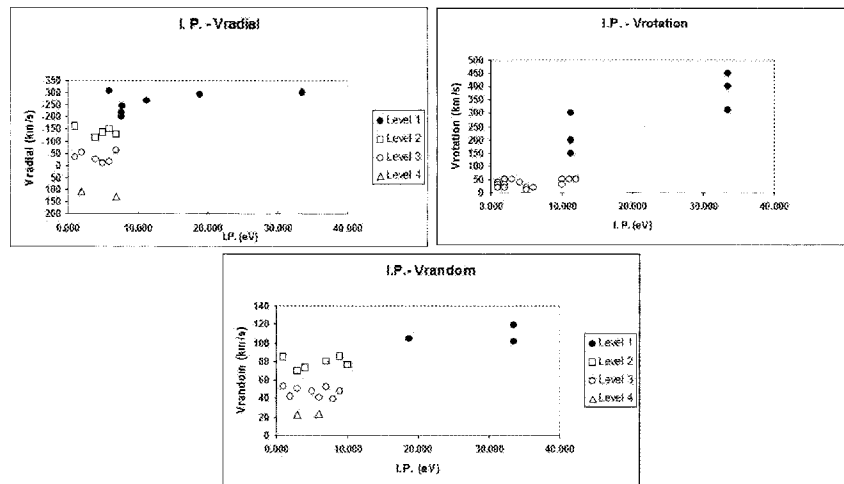 I. P. - Vradial
Vradial (km/s)
-350
-300
-250
-200
-150
-100
-50
0
50
100
150
200
0.000
10.000
20.000
30.000
40.000
I.P. (eV)
Level 1
Level 2
Level 3
Level 4
I.P. - Vrotation
Vrotation (km/s)
500
450
400
350
300
250
200
150
100
50
0
0.000
10.000
20.000
30.000
40.000
I.P. (eV)
I.P.- Vrandom
Vrandom (km/s)
140
120
100
80
60
40
20
0
0.000
10.000
20.000
30.000
40.000
I.P. (eV)
Level 1
Level 2
Level 3
Level 4